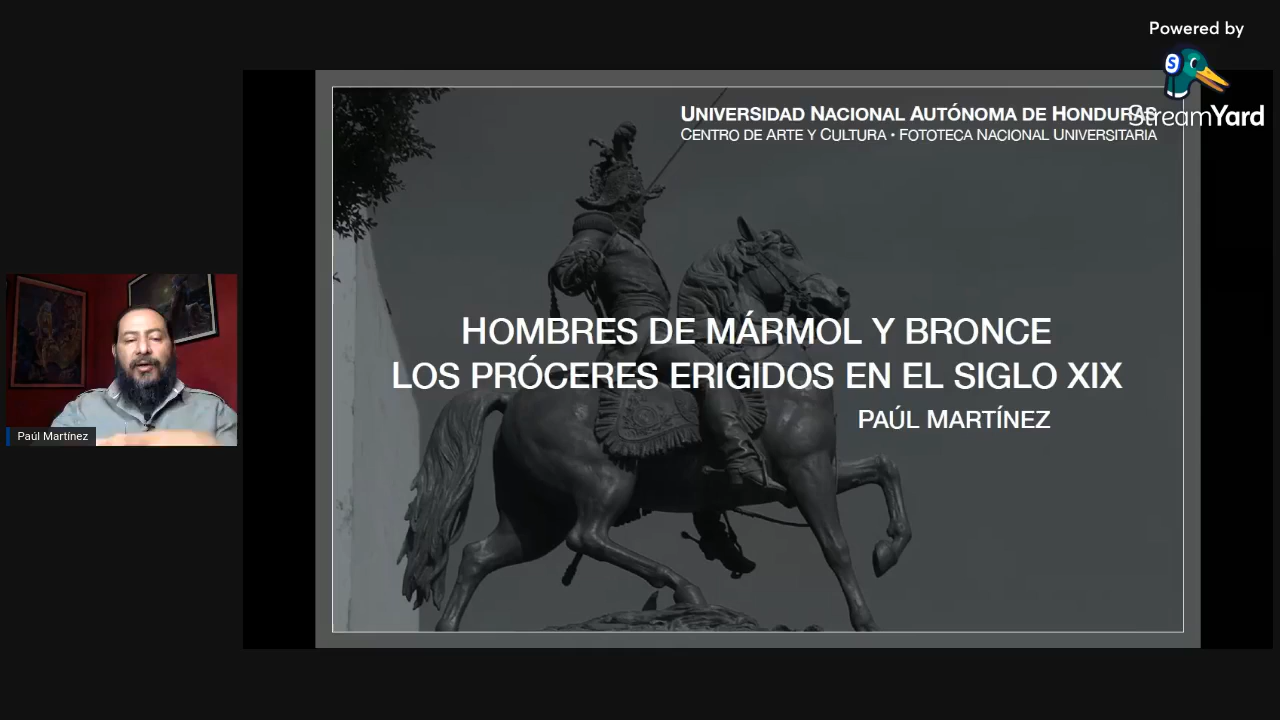 Powered by
StreamYard
UNIVERSIDAD NACIONAL AUTÓNOMA DE HONDURAS
CENTRO DE ARTE Y CULTURA • FOTOTECA NACIONAL UNIVERSITARIA
HOMBRES DE MÁRMOL Y BRONCE
LOS PRÓCERES ERIGIDOS EN EL SIGLO XIX
PAÚL MARTÍNEZ
Paúl Martínez